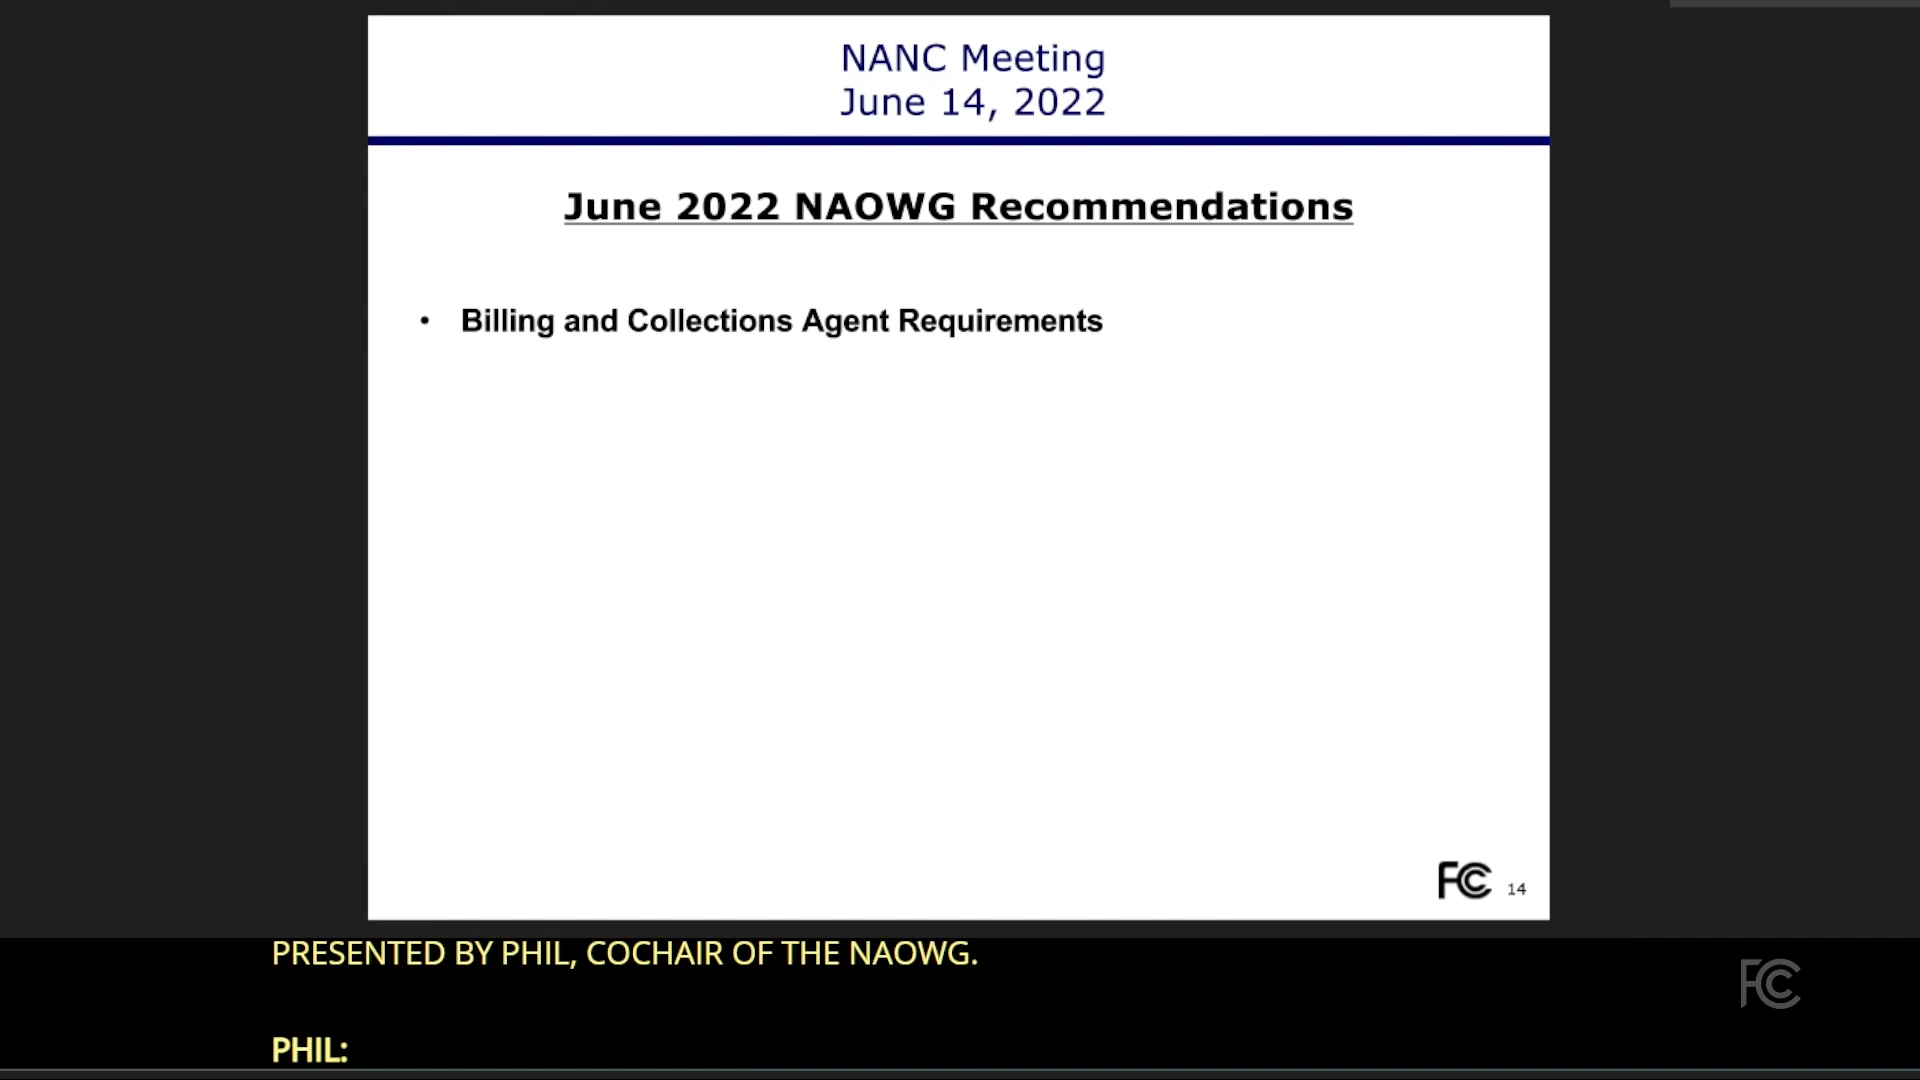 NANC Meeting
June 14, 2022
June 2022 NAOWG Recommendations
• Billing and Collections Agent Requirements
FCC 14
PRESENTED BY PHIL, COCHAIR OF THE NAOWG.
FCC
PHIL: